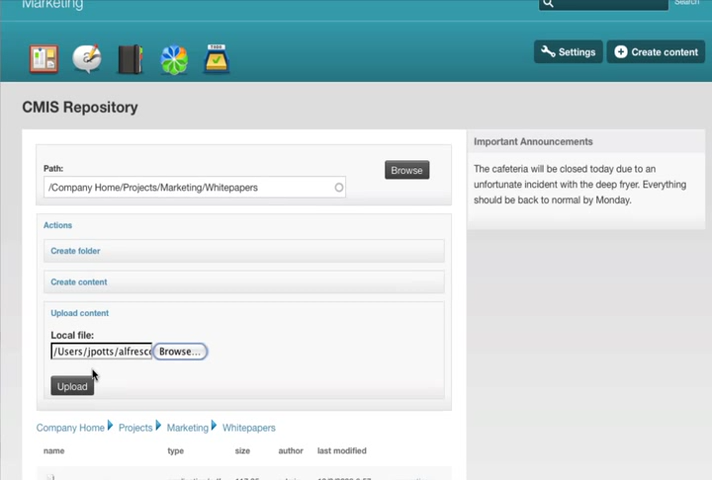 Marketing
Search
TODO
Settings
Create content
CMIS Repository
Important Announcements
The cafeteria will be closed today due to an
unfortunate incident with the deep fryer. Everything
should be back to normal by Monday.
Path:
Browse
/Company Home/Projects/Marketing/Whitepapers
Actions
Create folder
Create content
Upload content
Local file:
/Users/jpotts/alfresco
Browse...
Upload
Company Home Projects Marketing Whitepapers
name type size author last modified